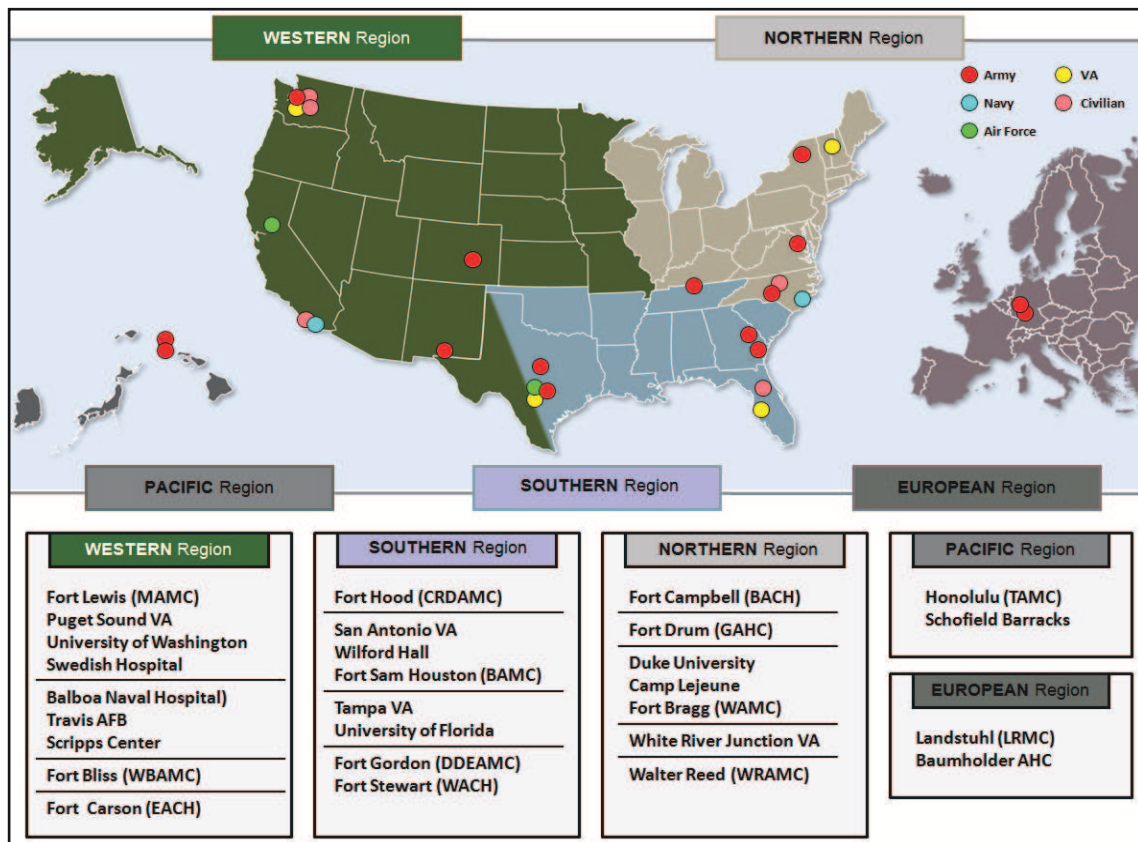 WESTERN Region
NORTHERN Region
Army
VA
Navy
Civilian
Air Force
PACIFIC Region
SOUTHERN Region
EUROPEAN Region
WESTERN Region
Fort Lewis (MAMC)
Puget Sound VA
University of Washington
Swedish Hospital
Balboa Naval Hospital)
Travis AFB
Scripps Center
Fort Bliss (WBAMC)
Fort Carson (EACH)
SOUTHERN Region
Fort Hood (CRDAMC)
San Antonio VA
Wilford Hall
Fort Sam Houston (BAMC)
Tampa VA
University of Florida
Fort Gordon (DDEAMC)
Fort Stewart (WACH)
NORTHERN Region
Fort Campbell (BACH)
Fort Drum (GAHC)
Duke University
Camp Lejeune
Fort Bragg (WAMC)
White River Junction VA
Walter Reed (WRAMC)
PACIFIC Region
Honolulu (TAMC)
Schofield Barracks
EUROPEAN Region
Landstuhl (LRMC)
Baumholder AHC